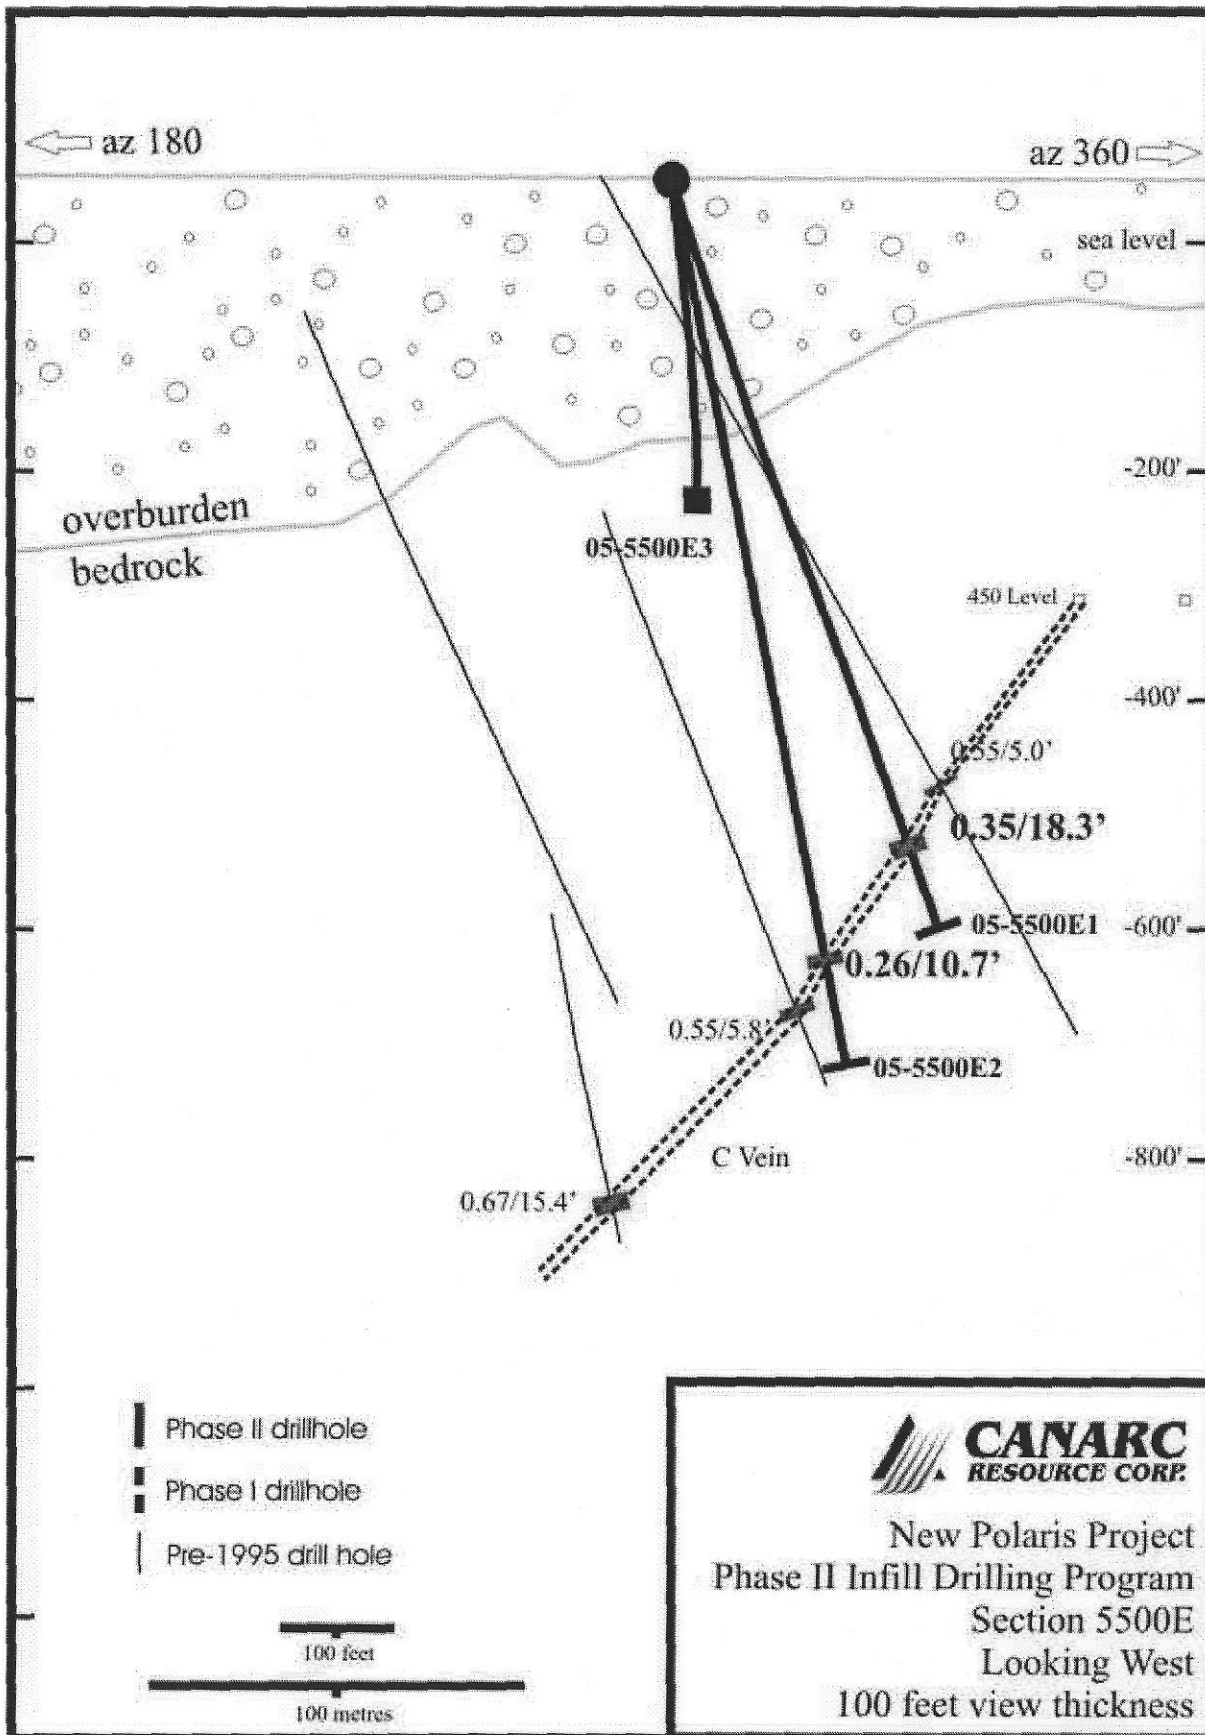 az 180
az 360
sea level
-200'
overburden
bedrock
05-5500E3
450 Level
-400'
0.55/5.0'
0.35/18.3'
05-5500E1
-600'
0.26/10.7'
0.55/5.8'
05-5500E2
C Vein
-800'
0.67/15.4'
Phase II drillhole
Phase I drillhole
Pre-1995 drill hole
100 feet
100 metres
CANARC
RESOURCE CORP.
New Polaris Project
Phase II Infill Drilling Program
Section 5500E
Looking West
100 feet view thickness